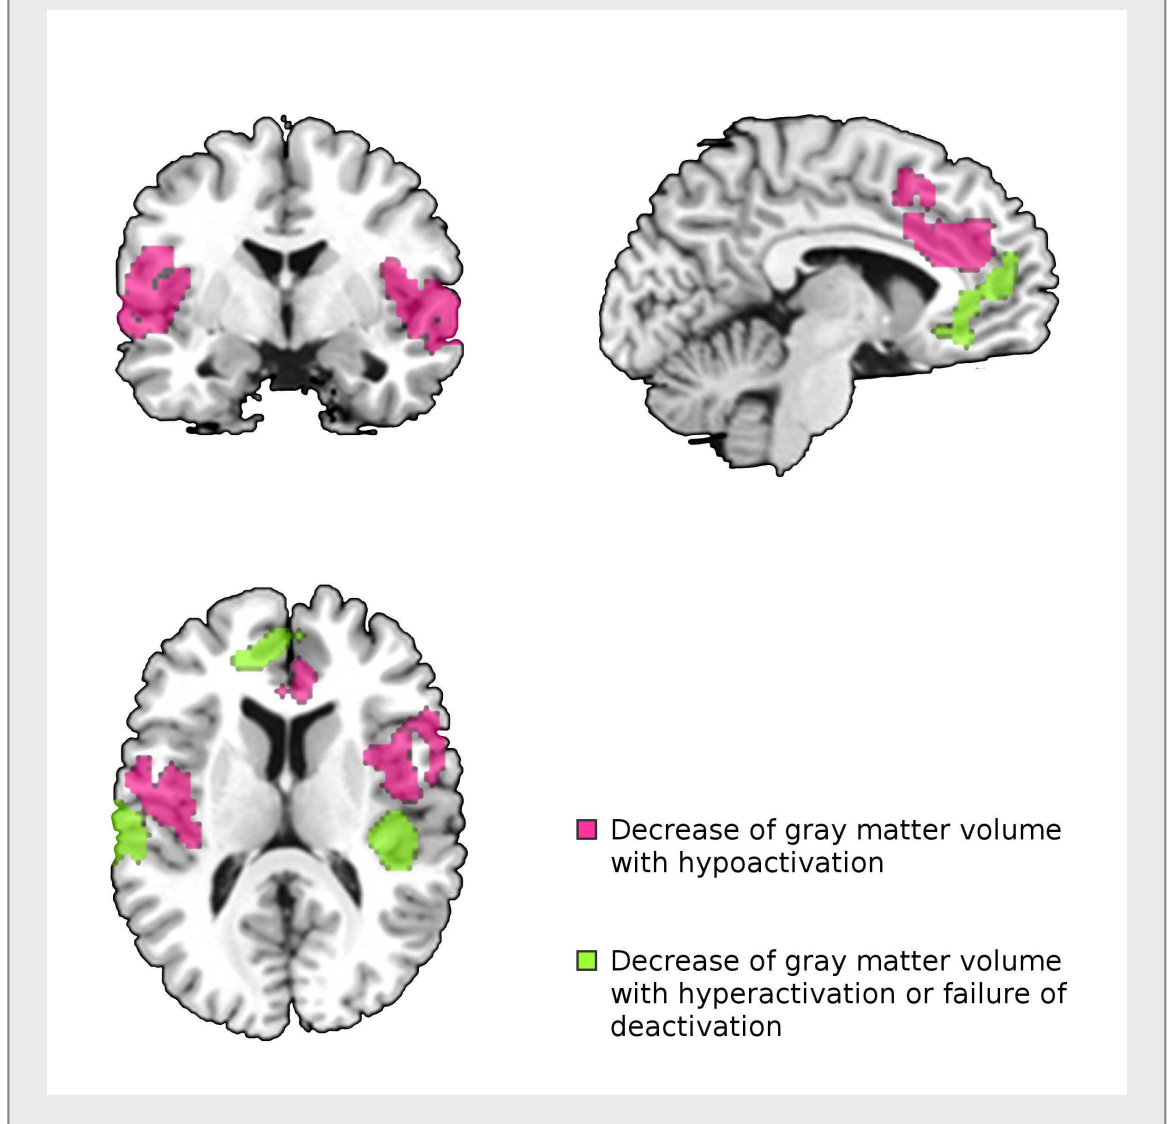 Decrease of gray matter volume
with hypoactivation
Decrease of gray matter volume
with hyperactivation or failure of
deactivation